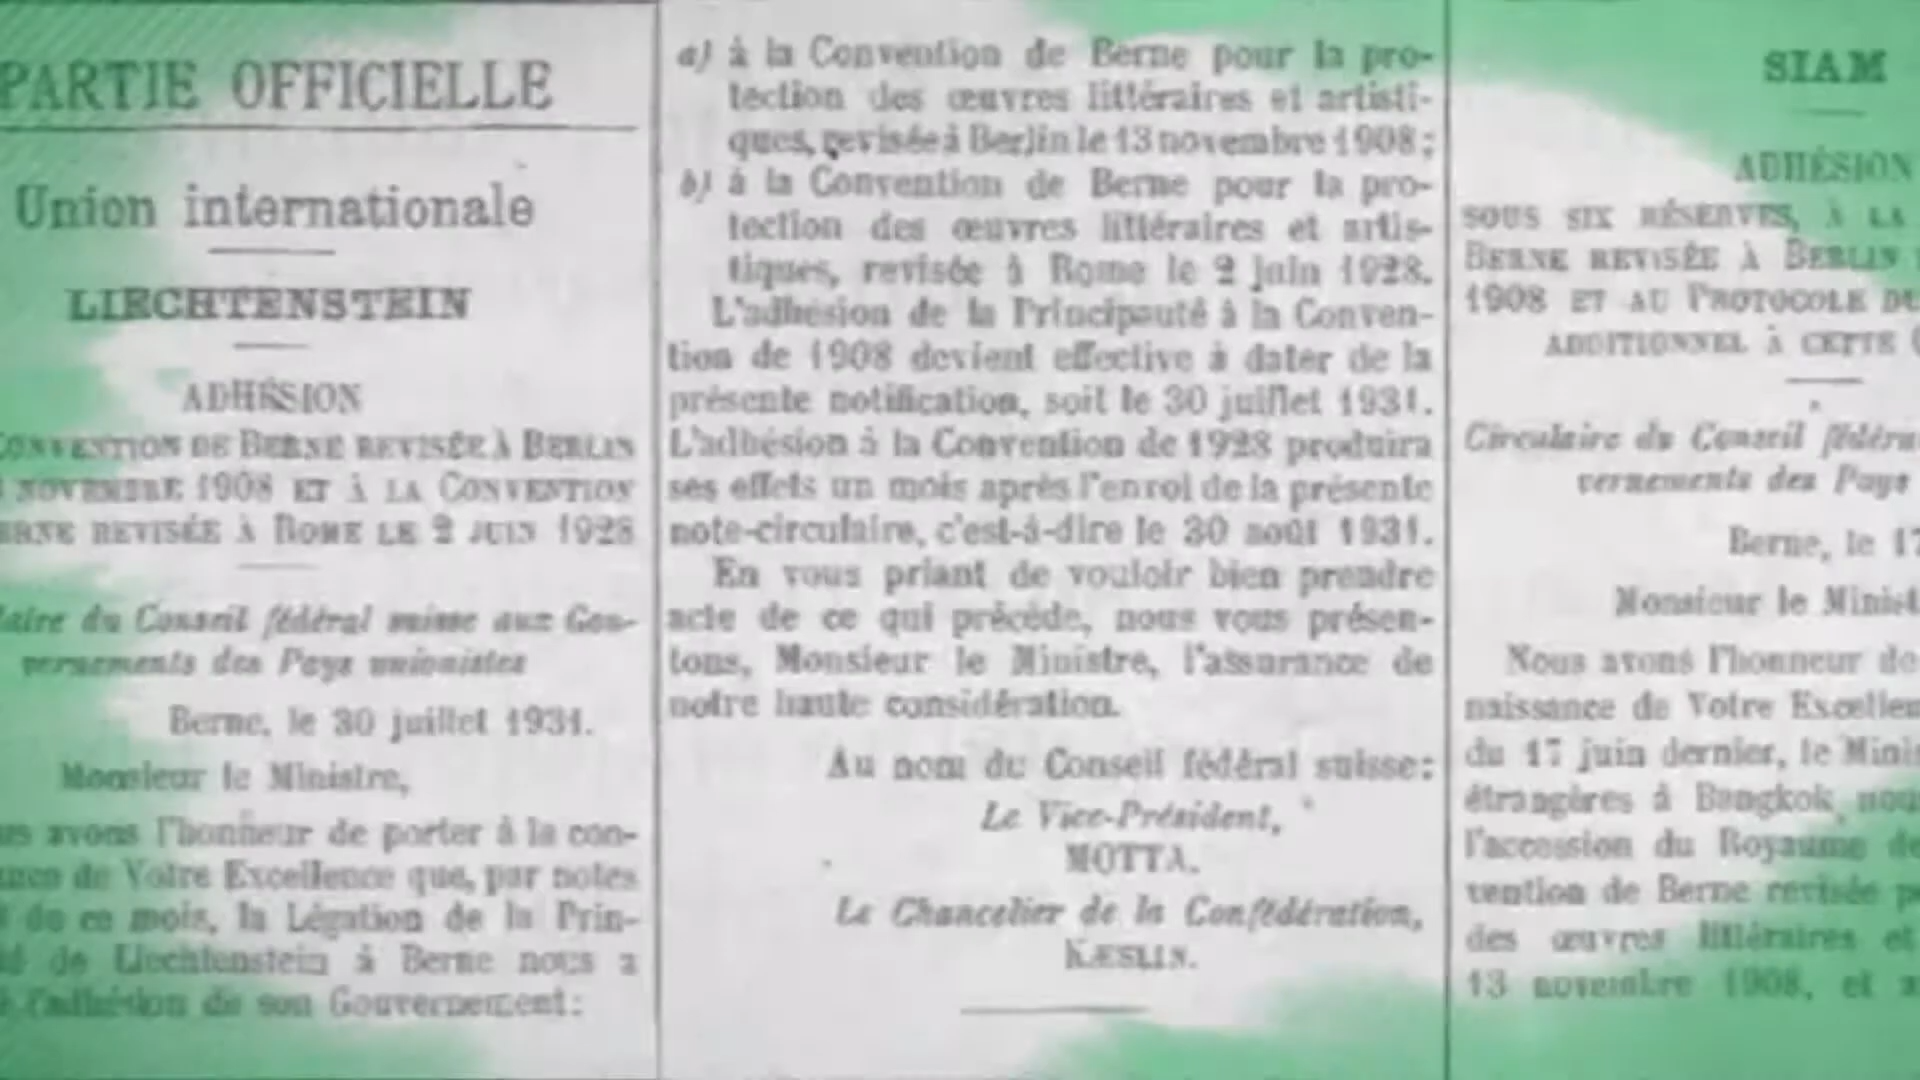 PARTIE OFFICIELLE
Union internationale
LIECHTENSTEIN
ADHÉSION
CONVENTION DE BERNE REVISÉE À BERLIN
NOVEMBRE 1908 ET À LA CONVENTION
BERNE REVISÉE À ROME LE 2 JUIN 1928
laire du Conseil fédéral suisse aux Gou-
vernements des Pays unionistes
Berne, le 30 juillet 1931.
Monsieur le Ministre,
us avons l'honneur de porter à la con-
ance de Votre Excellence que, par notes
de ce mois, la Légation de la Prin-
té de Liechtenstein à Berne nous a
l'adhésion de son Gouvernement:
a) à la Convention de Berne pour la pro-
tection des œuvres littéraires et artisti-
ques, revisée à Berlin le 13 novembre 1908;
b) à la Convention de Berne pour la pro-
tection des œuvres littéraires et artis-
tiques, revisée à Rome le 2 juin 1928.
L'adhésion de la Principauté à la Conven-
tion de 1908 devient effective à dater de la
présente notification, soit le 30 juillet 1931.
L'adhésion à la Convention de 1928 produira
ses effets un mois après l'envoi de la présente
note-circulaire, c'est-à-dire le 30 août 1931.
En vous priant de vouloir bien prendre
acte de ce qui précède, nous vous présen-
tons, Monsieur le Ministre, l'assurance de
notre haute considération.
Au nom du Conseil fédéral suisse:
Le Vice-Président,
MOTTA.
Le Chancelier de la Confédération,
KÆSLIN.
SIAM
ADHÉSION
SOUS SIX RÉSERVES, À LA
BERNE REVISÉE À BERLIN
1908 ET AU PROTOCOLE DU
ADDITIONNEL À CETTE
Circulaire du Conseil fédéra
vernements des Pays
Berne, le 17
Monsieur le Minist
Nous avons l'honneur de
naissance de Votre Excellen
du 17 juin dernier, le Minis
étrangères à Bangkok nou
l'accession du Royaume de
vention de Berne revisée p
des œuvres littéraires et
13 novembre 1908, et a